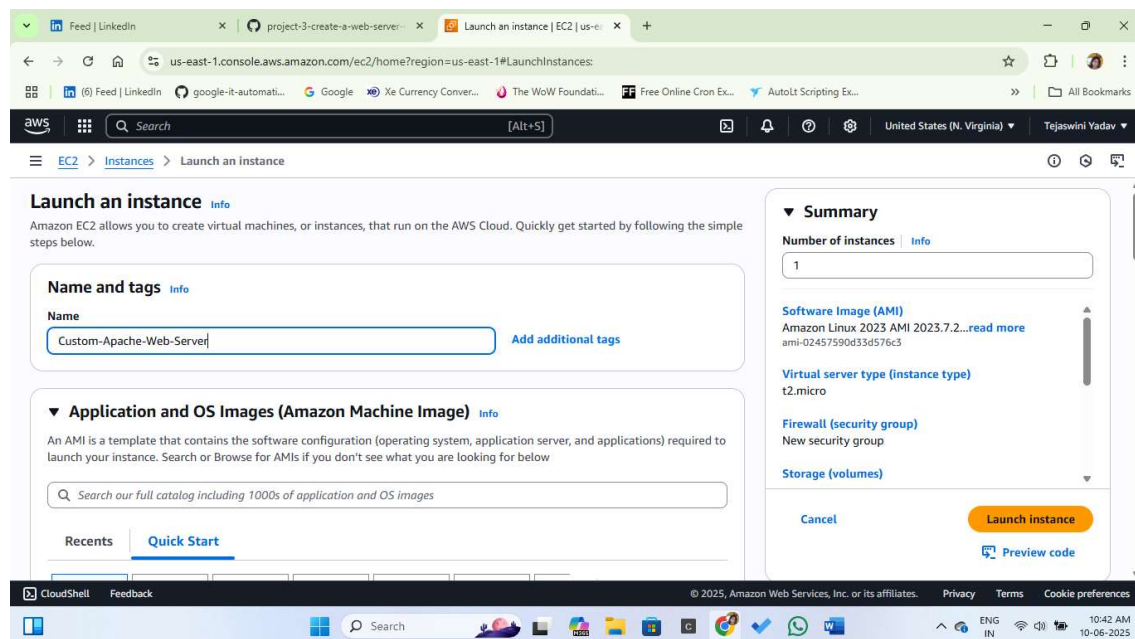 Feed | LinkedIn
project-3-create-a-web-server-
Launch an instance | EC2 | us-ea
us-east-1.console.aws.amazon.com/ec2/home?region=us-east-1#LaunchInstances:
(6) Feed | LinkedIn
google-it-automati...
Google
Xe Currency Conver...
The WoW Foundati...
Free Online Cron Ex...
AutoLt Scripting Ex...
All Bookmarks
aws
Search
[Alt+S]
United States (N. Virginia)
Tejaswini Yadav
EC2 > Instances > Launch an instance
Launch an instance Info
Amazon EC2 allows you to create virtual machines, or instances, that run on the AWS Cloud. Quickly get started by following the simple
steps below.
Name and tags Info
Name
Custom-Apache-Web-Server
Add additional tags
Application and OS Images (Amazon Machine Image) Info
An AMI is a template that contains the software configuration (operating system, application server, and applications) required to
launch your instance. Search or Browse for AMIs if you don't see what you are looking for below
Search our full catalog including 1000s of application and OS images
Recents
Quick Start
Summary
Number of instances Info
1
Software Image (AMI)
Amazon Linux 2023 AMI 2023.7.2...read more
ami-02457590d33d576c3
Virtual server type (instance type)
t2.micro
Firewall (security group)
New security group
Storage (volumes)
Cancel
Launch instance
Preview code
CloudShell
Feedback
© 2025, Amazon Web Services, Inc. or its affiliates.
Privacy
Terms
Cookie preferences
Search
ENG
IN
10:42 AM
10-06-2025